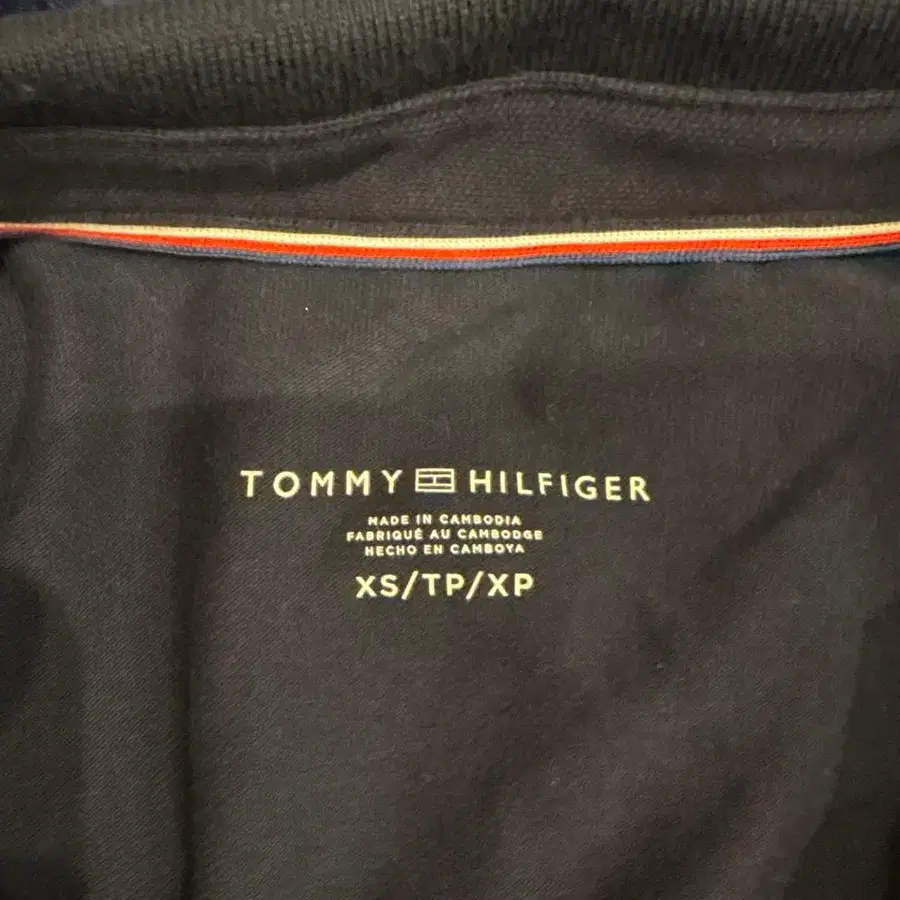 TOMMY HILFIGER
MADE IN CAMBODIA
FABRIQUÉ AU CAMBODGE
HECHO EN CAMBOYA
XS/TP/XP